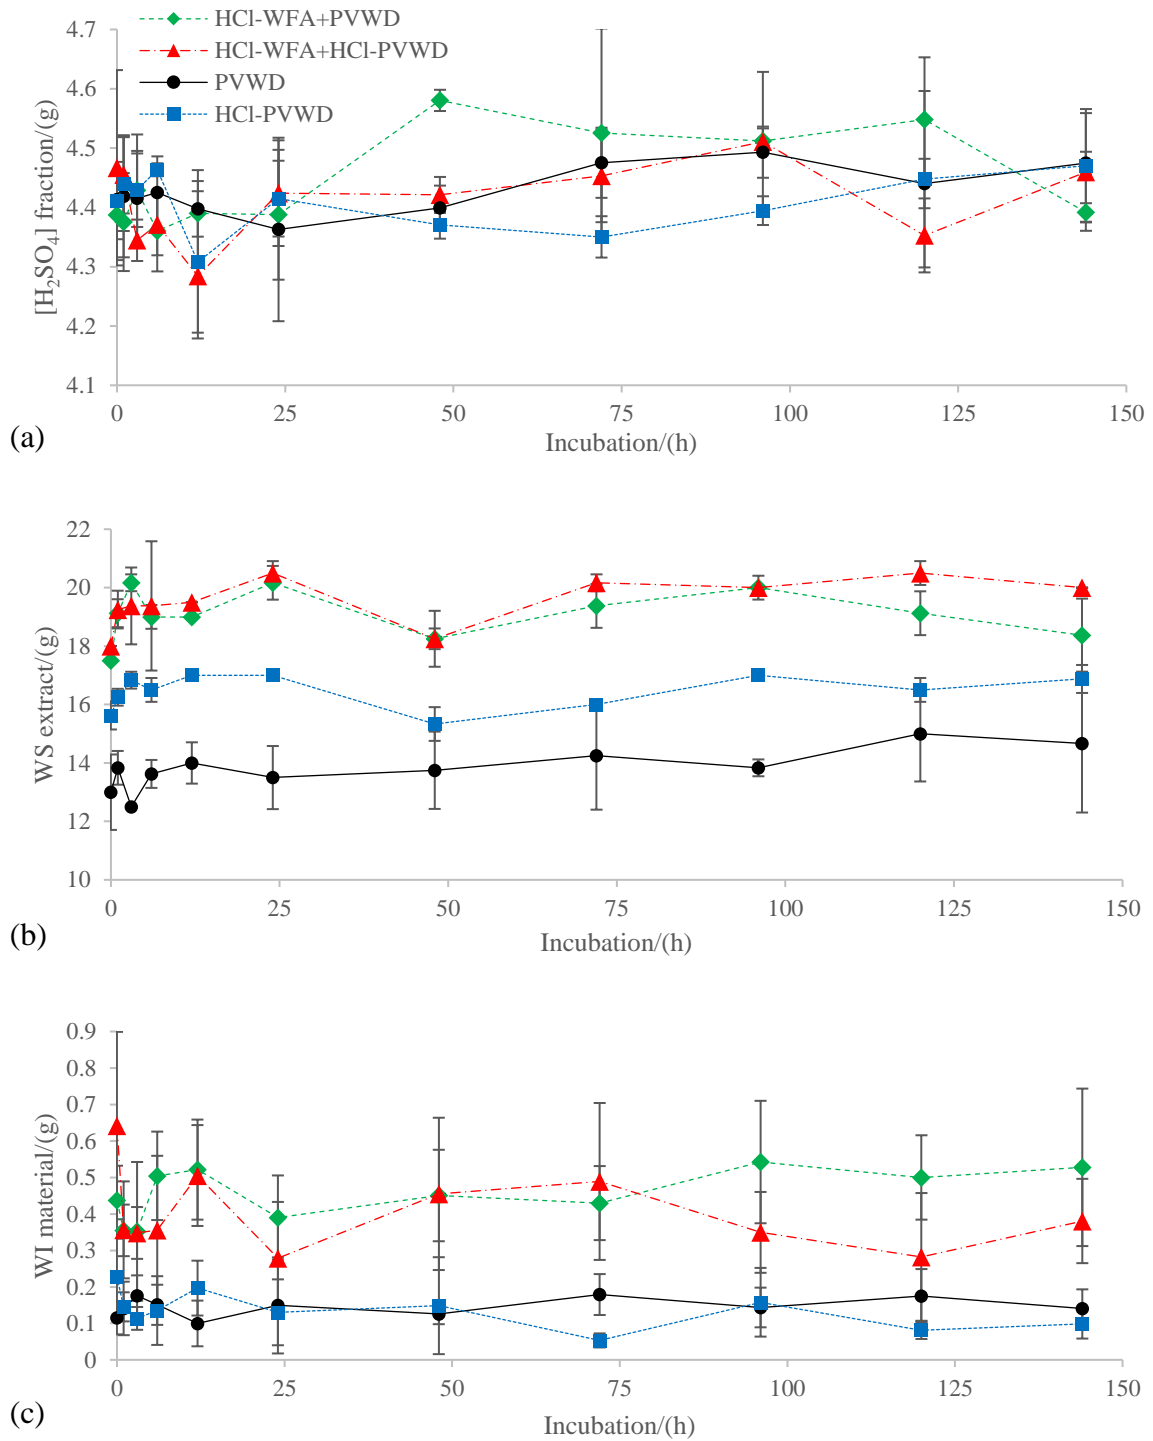 HCl-WFA+PVWD
HCl-WFA+HCl-PVWD
PVWD
HCl-PVWD
[H₂SO₄] fraction/(g)
4.7
4.6
4.5
4.4
4.3
4.2
4.1
0 25 50 75 100 125 150
Incubation/(h)
(a)
WS extract/(g)
22
20
18
16
14
12
10
0 25 50 75 100 125 150
Incubation/(h)
(b)
WI material/(g)
0.9
0.8
0.7
0.6
0.5
0.4
0.3
0.2
0.1
0
0 25 50 75 100 125 150
Incubation/(h)
(c)